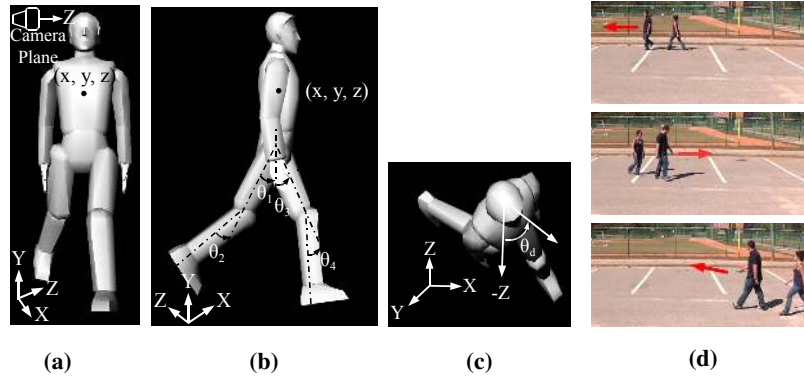 Z
Camera
Plane
(x, y, z)
Y
Z
X
(x, y, z)
θ1
θ3
θ2
θ4
Y
Z
X
θd
Z
X
-Z
Y
(a)
(b)
(c)
(d)